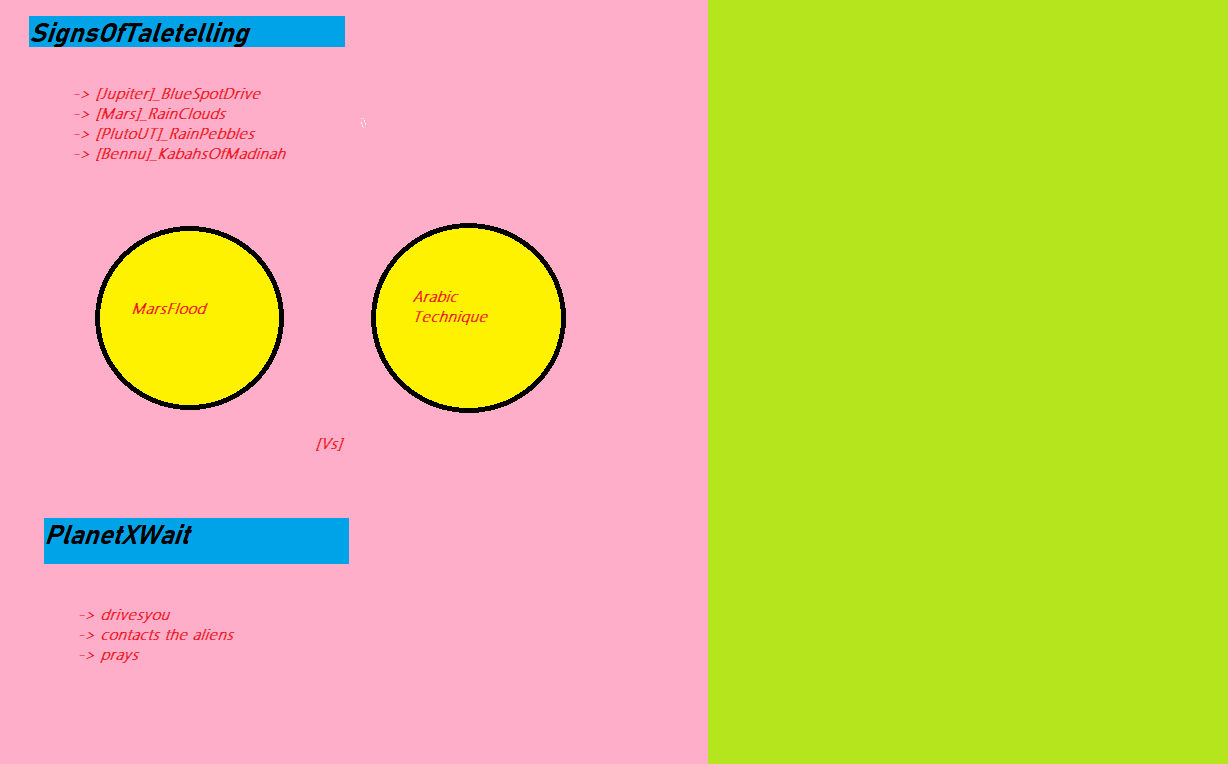 SignsOfTaletelling
-> [Jupiter]_BlueSpotDrive
-> [Mars]_RainClouds
-> [PlutoUT]_RainPebbles
-> [Bennu]_KabahsOfMadinah
MarsFlood
Arabic
Technique
[Vs]
PlanetXWait
-> drivesyou
-> contacts the aliens
-> prays